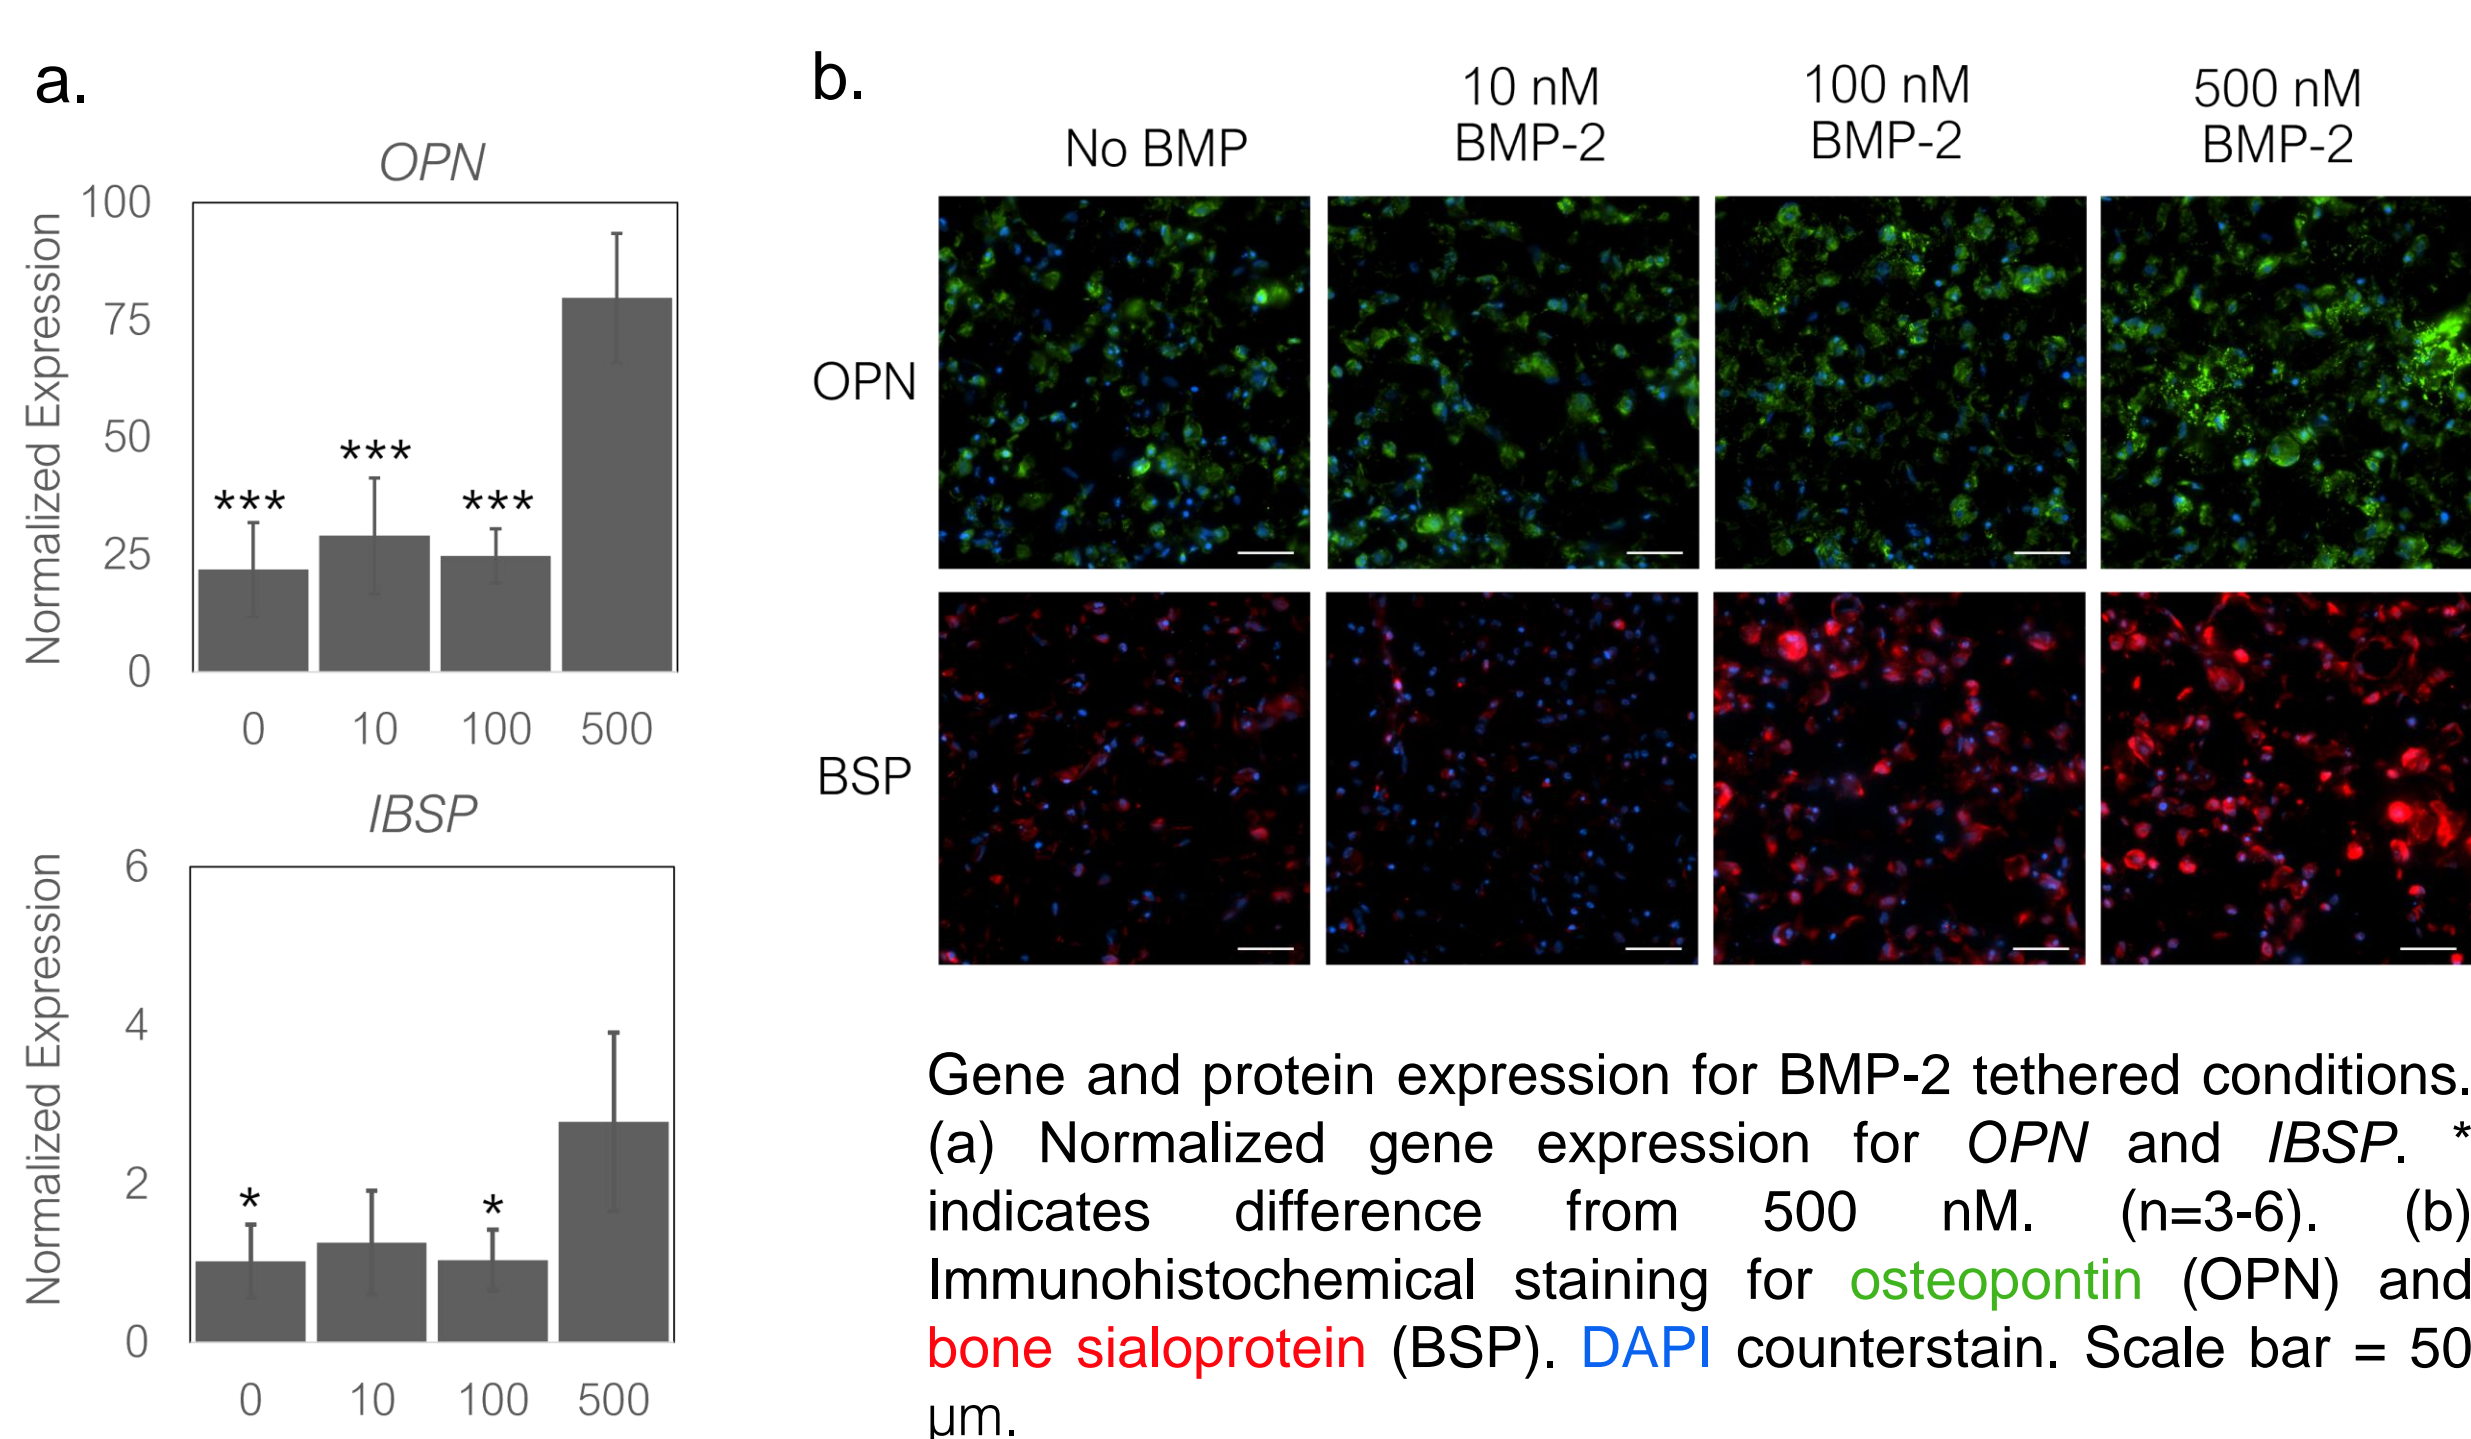 a.
OPN
Normalized Expression
100
75
50
25
0
***
***
***
0 10 100 500
IBSP
Normalized Expression
6
4
2
0
*
*
0 10 100 500
b.
No BMP
10 nM
BMP-2
100 nM
BMP-2
500 nM
BMP-2
OPN
BSP
Gene and protein expression for BMP-2 tethered conditions.
(a) Normalized gene expression for OPN and IBSP. *
indicates difference from 500 nM. (n=3-6). (b)
Immunohistochemical staining for osteopontin (OPN) and
bone sialoprotein (BSP). DAPI counterstain. Scale bar = 50
μm.